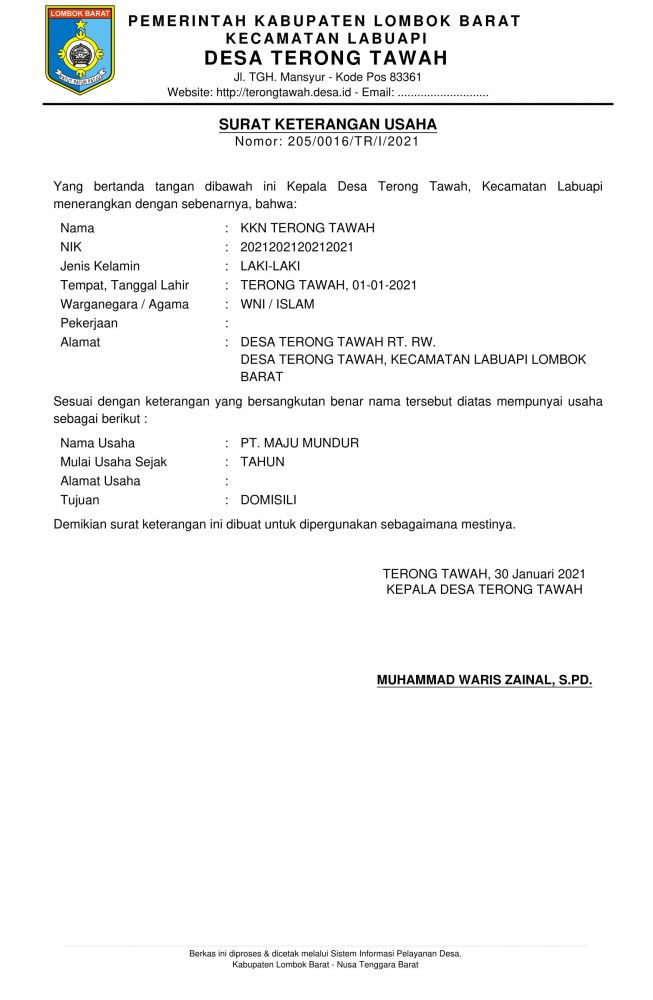 LOMBOK BARAT
PATUT PATUH PATJU
PEMERINTAH KABUPATEN LOMBOK BARAT
KECAMATAN LABUAPI
DESA TERONG TAWAH
Jl. TGH. Mansyur - Kode Pos 83361
Website: http://terongtawah.desa.id - Email: ............................
SURAT KETERANGAN USAHA
Nomor: 205/0016/TR/I/2021
Yang bertanda tangan dibawah ini Kepala Desa Terong Tawah, Kecamatan Labuapi
menerangkan dengan sebenarnya, bahwa:
Nama : KKN TERONG TAWAH
NIK : 2021202120212021
Jenis Kelamin : LAKI-LAKI
Tempat, Tanggal Lahir : TERONG TAWAH, 01-01-2021
Warganegara / Agama : WNI / ISLAM
Pekerjaan :
Alamat : DESA TERONG TAWAH RT. RW.
DESA TERONG TAWAH, KECAMATAN LABUAPI LOMBOK
BARAT
Sesuai dengan keterangan yang bersangkutan benar nama tersebut diatas mempunyai usaha
sebagai berikut :
Nama Usaha : PT. MAJU MUNDUR
Mulai Usaha Sejak : TAHUN
Alamat Usaha :
Tujuan : DOMISILI
Demikian surat keterangan ini dibuat untuk dipergunakan sebagaimana mestinya.
TERONG TAWAH, 30 Januari 2021
KEPALA DESA TERONG TAWAH
MUHAMMAD WARIS ZAINAL, S.PD.
Berkas ini diproses & dicetak melalui Sistem Informasi Pelayanan Desa.
Kabupaten Lombok Barat - Nusa Tenggara Barat